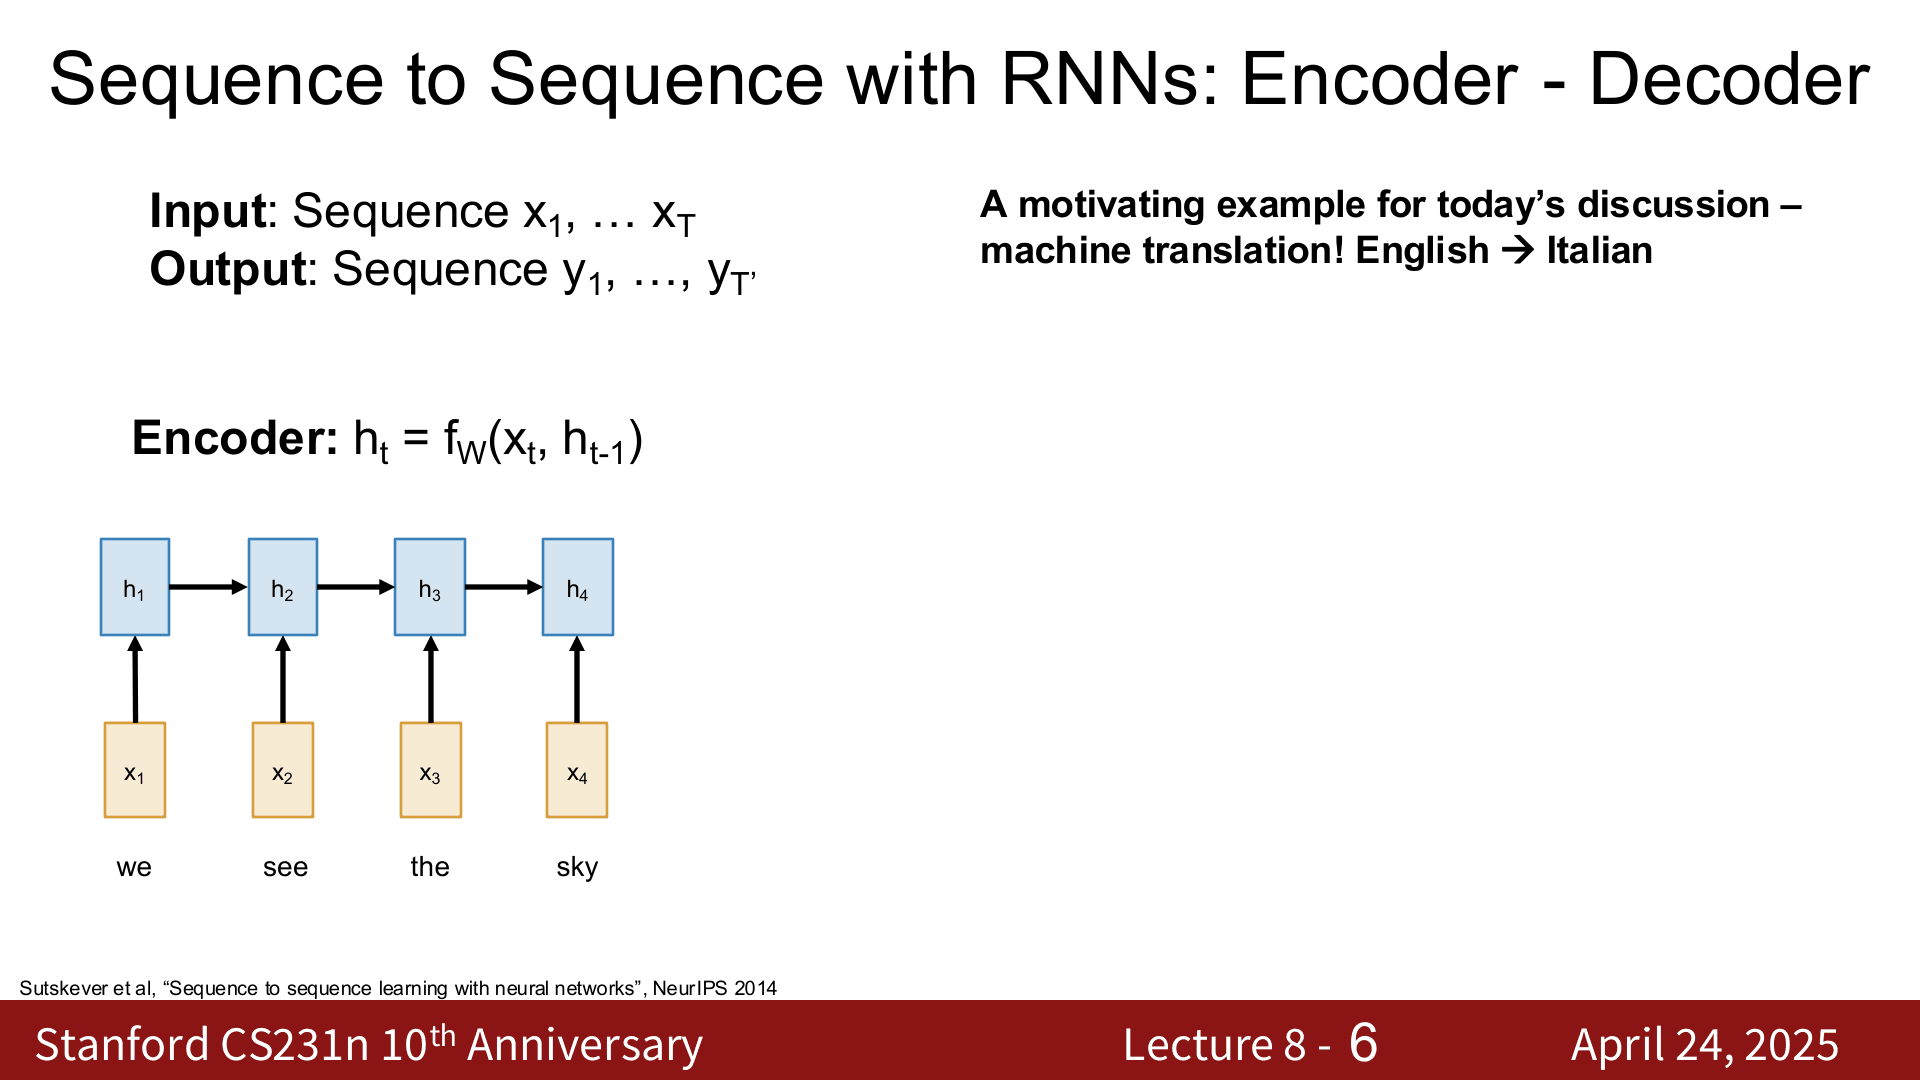 Sequence to Sequence with RNNs: Encoder - Decoder
Input: Sequence x1, … xT
Output: Sequence y1, …, yT’
A motivating example for today’s discussion –
machine translation! English → Italian
Encoder: ht = fW(xt, ht-1)
h1 h2 h3 h4
x1 x2 x3 x4
we see the sky
Sutskever et al, “Sequence to sequence learning with neural networks”, NeurIPS 2014
Stanford CS231n 10th Anniversary Lecture 8 - 6 April 24, 2025